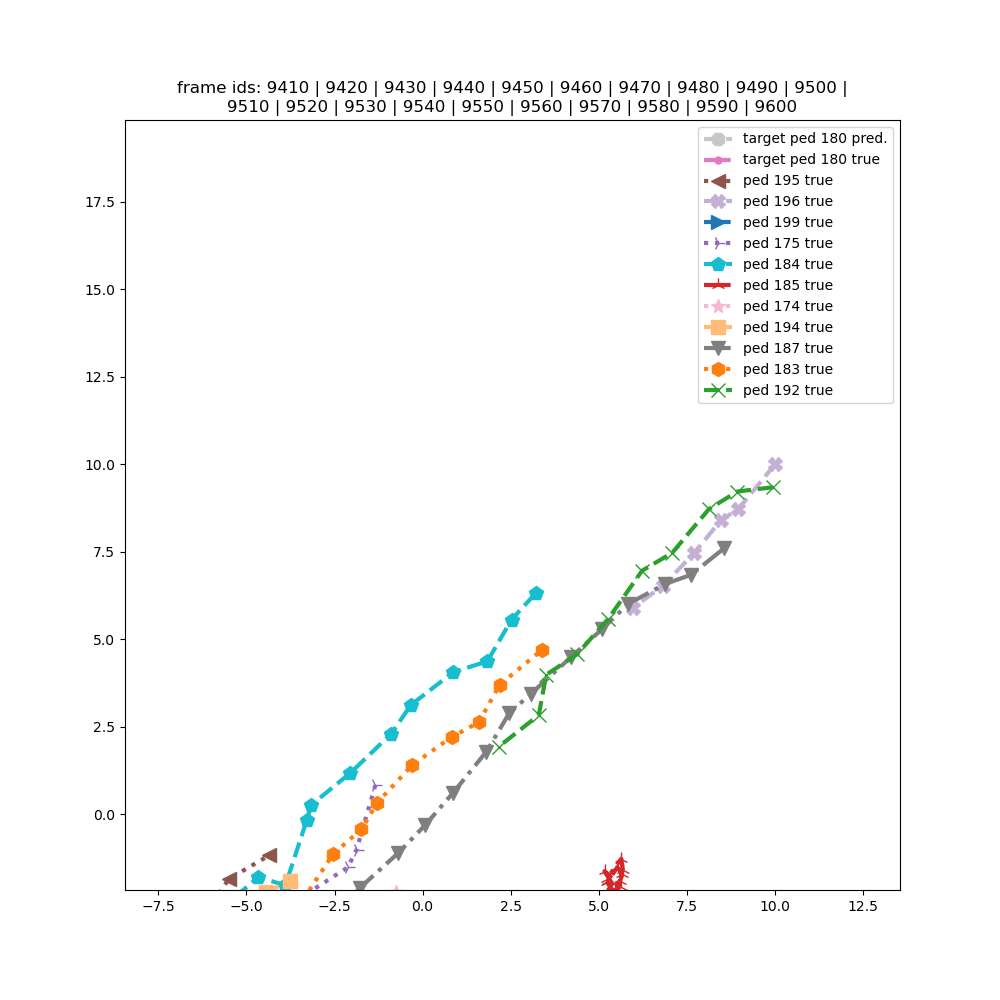 frame ids: 9410 | 9420 | 9430 | 9440 | 9450 | 9460 | 9470 | 9480 | 9490 | 9500 |
9510 | 9520 | 9530 | 9540 | 9550 | 9560 | 9570 | 9580 | 9590 | 9600
target ped 180 pred.
target ped 180 true
ped 195 true
ped 196 true
ped 199 true
ped 175 true
ped 184 true
ped 185 true
ped 174 true
ped 194 true
ped 187 true
ped 183 true
ped 192 true
17.5
15.0
12.5
10.0
7.5
5.0
2.5
0.0
−7.5 −5.0 −2.5 0.0 2.5 5.0 7.5 10.0 12.5